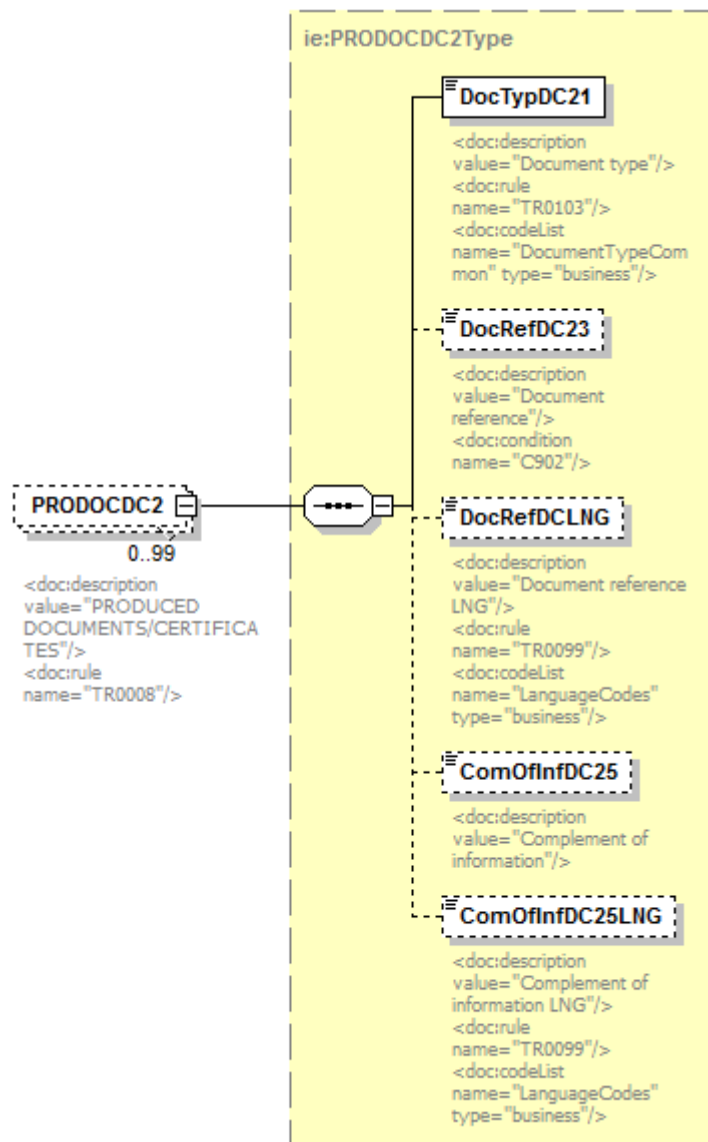 ie:PRODOCDC2Type
DocTypDC21
<doc:description
value="Document type"/>
<doc:rule
name="TR0103"/>
<doc:codeList
name="DocumentTypeCom
mon" type="business"/>
DocRefDC23
<doc:description
value="Document
reference"/>
<doc:condition
name="C902"/>
PRODOCDC2
0..99
<doc:description
value="PRODUCED
DOCUMENTS/CERTIFICA
TES"/>
<doc:rule
name="TR0008"/>
DocRefDCLNG
<doc:description
value="Document reference
LNG"/>
<doc:rule
name="TR0099"/>
<doc:codeList
name="LanguageCodes"
type="business"/>
ComOfInfDC25
<doc:description
value="Complement of
information"/>
ComOfInfDC25LNG
<doc:description
value="Complement of
information LNG"/>
<doc:rule
name="TR0099"/>
<doc:codeList
name="LanguageCodes"
type="business"/>